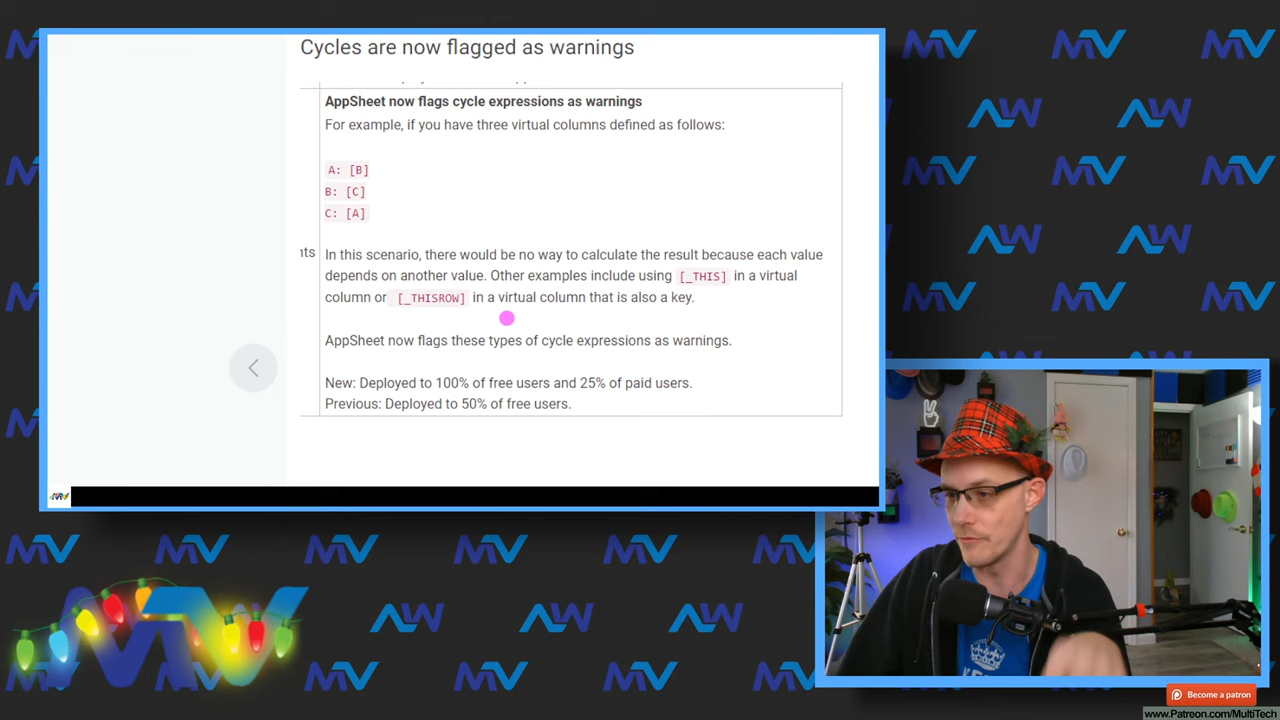 Cycles are now flagged as warnings
AppSheet now flags cycle expressions as warnings
For example, if you have three virtual columns defined as follows:
A: [B]
B: [C]
C: [A]
nts
In this scenario, there would be no way to calculate the result because each value
depends on another value. Other examples include using [_THIS] in a virtual
column or [_THISROW] in a virtual column that is also a key.
AppSheet now flags these types of cycle expressions as warnings.
New: Deployed to 100% of free users and 25% of paid users.
Previous: Deployed to 50% of free users.
Become a patron
www.Patreon.com/MultiTech